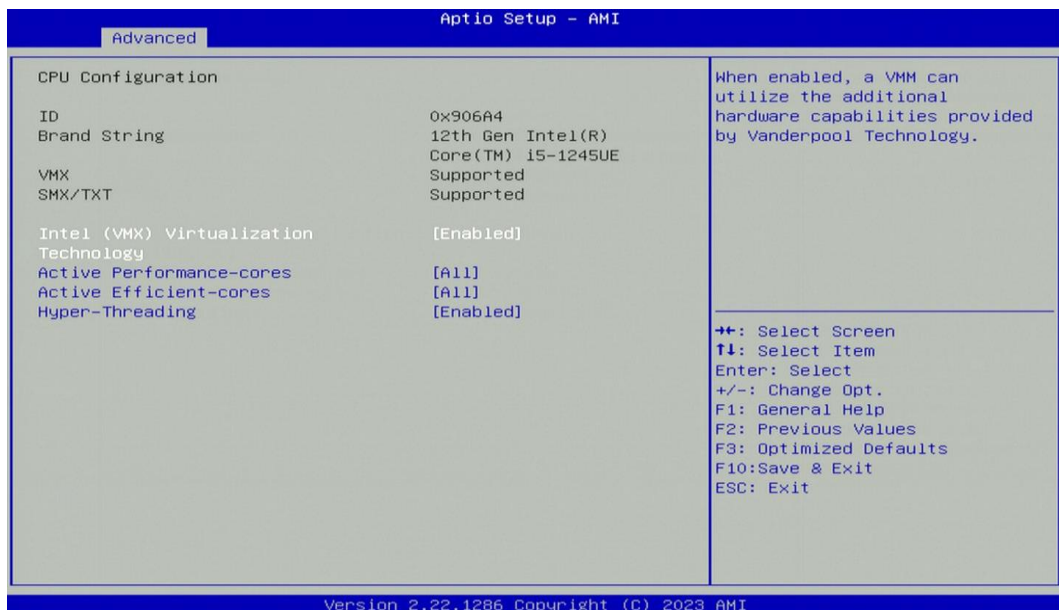 Aptio Setup – AMI
Advanced
CPU Configuration
ID 0x906A4
Brand String 12th Gen Intel(R)
Core(TM) i5-1245UE
VMX Supported
SMX/TXT Supported
Intel (VMX) Virtualization [Enabled]
Technology
Active Performance-cores [All]
Active Efficient-cores [All]
Hyper-Threading [Enabled]
When enabled, a VMM can
utilize the additional
hardware capabilities provided
by Vanderpool Technology.
→←: Select Screen
↑↓: Select Item
Enter: Select
+/-: Change Opt.
F1: General Help
F2: Previous Values
F3: Optimized Defaults
F10:Save & Exit
ESC: Exit
Version 2.22.1286 Copyright (C) 2023 AMI